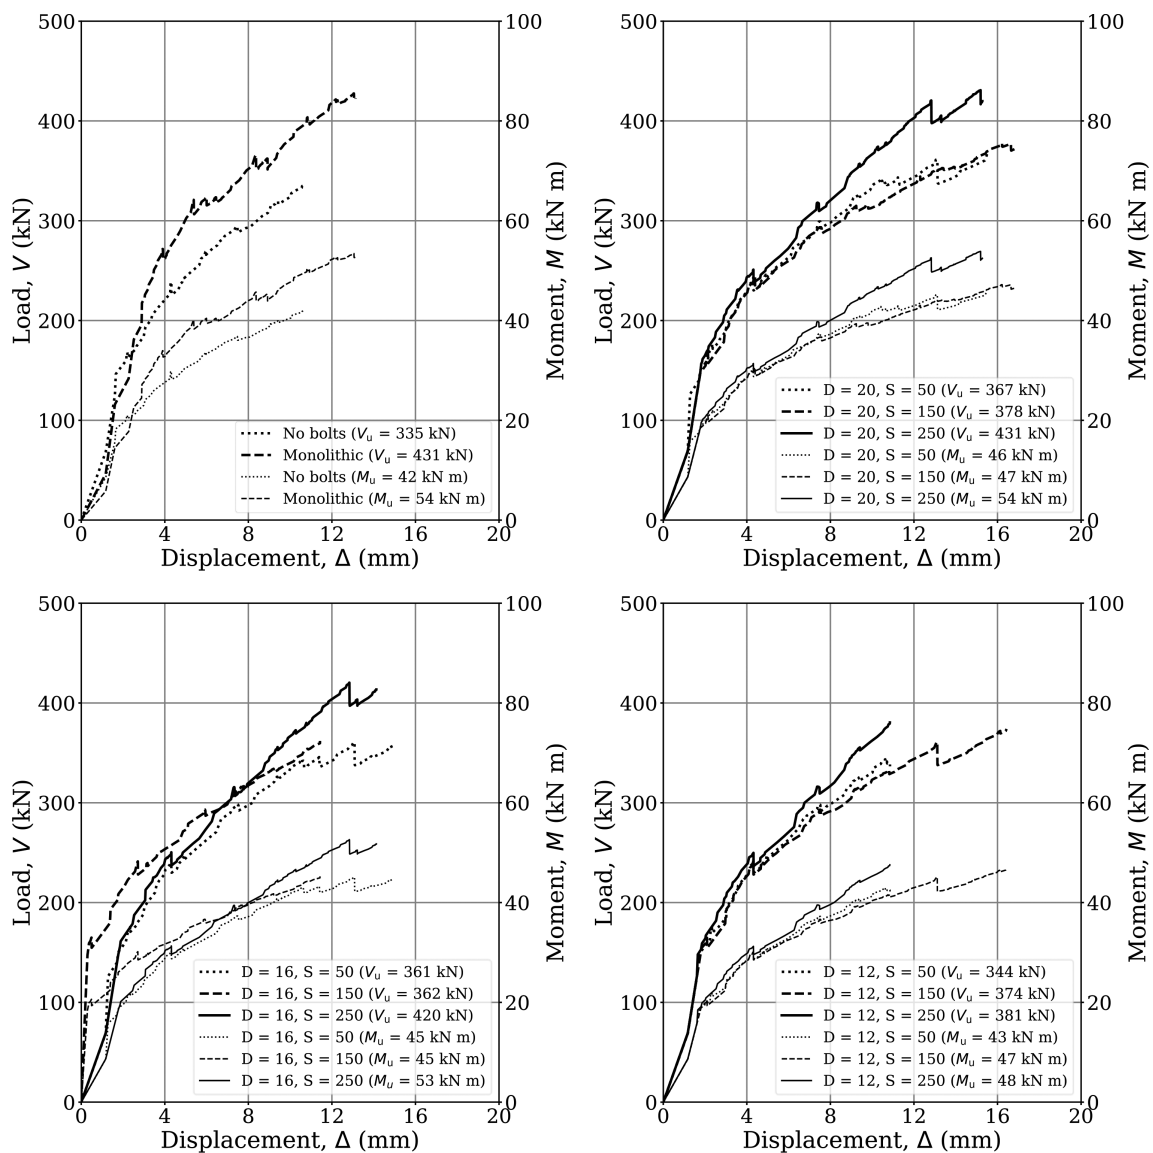 500
400
300
200
100
0
Load, V (kN)
100
80
60
40
20
0
Moment, M (kN m)
No bolts (Vu = 335 kN)
Monolithic (Vu = 431 kN)
No bolts (Mu = 42 kN m)
Monolithic (Mu = 54 kN m)
0 4 8 12 16 20
Displacement, Δ (mm)
500
400
300
200
100
0
Load, V (kN)
100
80
60
40
20
0
Moment, M (kN m)
D = 20, S = 50 (Vu = 367 kN)
D = 20, S = 150 (Vu = 378 kN)
D = 20, S = 250 (Vu = 431 kN)
D = 20, S = 50 (Mu = 46 kN m)
D = 20, S = 150 (Mu = 47 kN m)
D = 20, S = 250 (Mu = 54 kN m)
0 4 8 12 16 20
Displacement, Δ (mm)
500
400
300
200
100
0
Load, V (kN)
100
80
60
40
20
0
Moment, M (kN m)
D = 16, S = 50 (Vu = 361 kN)
D = 16, S = 150 (Vu = 362 kN)
D = 16, S = 250 (Vu = 420 kN)
D = 16, S = 50 (Mu = 45 kN m)
D = 16, S = 150 (Mu = 45 kN m)
D = 16, S = 250 (Mu = 53 kN m)
0 4 8 12 16 20
Displacement, Δ (mm)
500
400
300
200
100
0
Load, V (kN)
100
80
60
40
20
0
Moment, M (kN m)
D = 12, S = 50 (Vu = 344 kN)
D = 12, S = 150 (Vu = 374 kN)
D = 12, S = 250 (Vu = 381 kN)
D = 12, S = 50 (Mu = 43 kN m)
D = 12, S = 150 (Mu = 47 kN m)
D = 12, S = 250 (Mu = 48 kN m)
0 4 8 12 16 20
Displacement, Δ (mm)